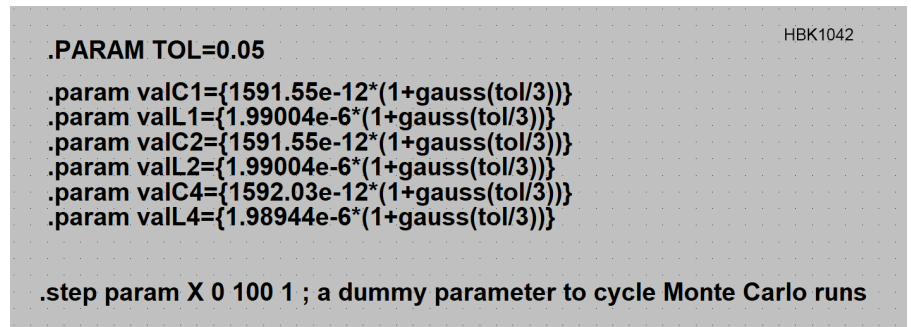 HBK1042
.PARAM TOL=0.05
.param valC1={1591.55e-12*(1+gauss(tol/3))}
.param valL1={1.99004e-6*(1+gauss(tol/3))}
.param valC2={1591.55e-12*(1+gauss(tol/3))}
.param valL2={1.99004e-6*(1+gauss(tol/3))}
.param valC4={1592.03e-12*(1+gauss(tol/3))}
.param valL4={1.98944e-6*(1+gauss(tol/3))}
.step param X 0 100 1 ; a dummy parameter to cycle Monte Carlo runs